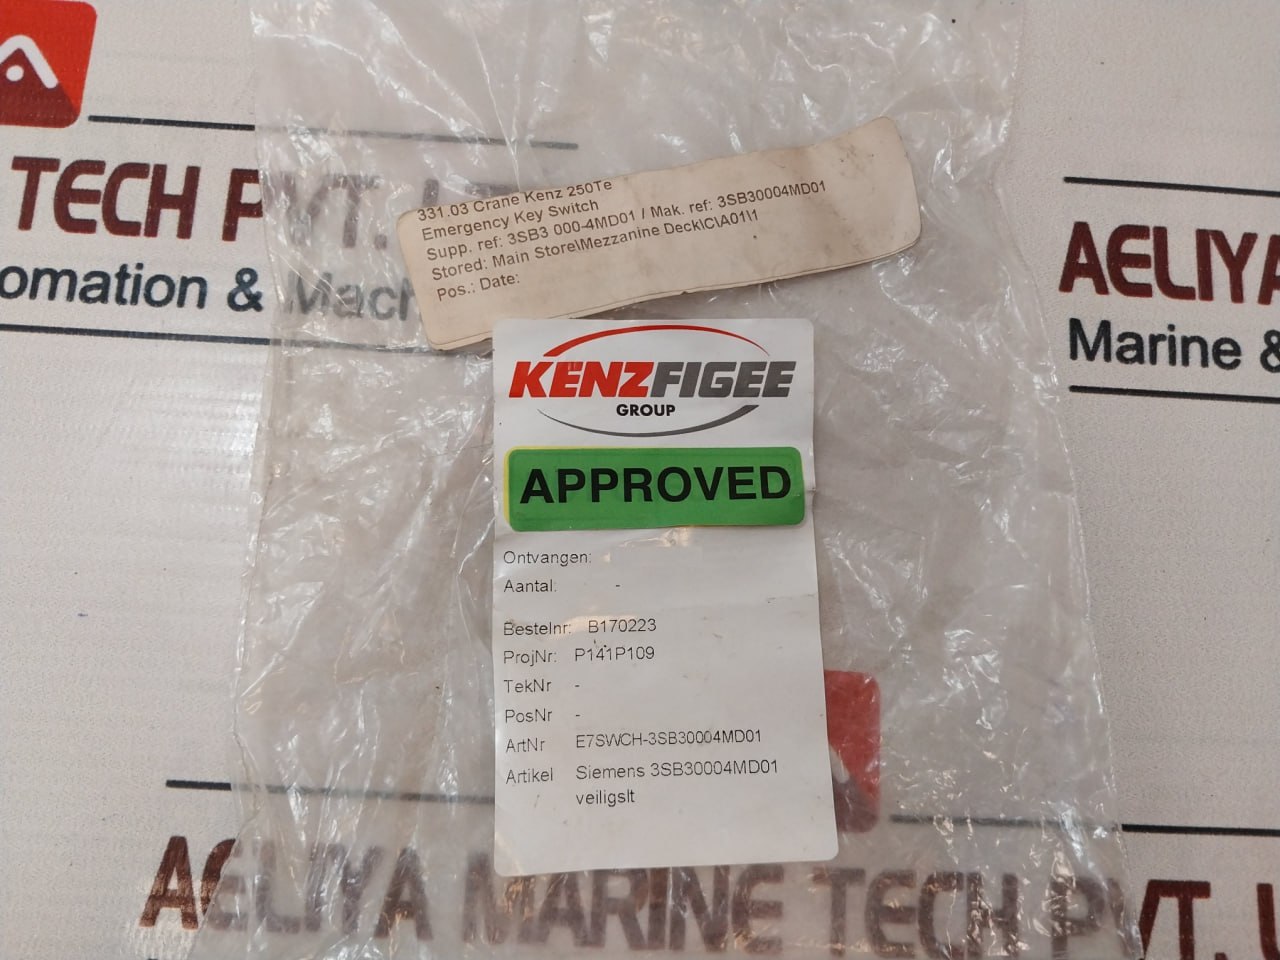 TECH PVT. L
omation & Mach
AELIYA
Marine &
331.03 Crane Kenz 250Te
Emergency Key Switch
Supp. ref: 3SB3 000-4MD01 / Mak. ref: 3SB30004MD01
Stored: Main Store\Mezzanine Deck\C\A01\1
Pos.: Date:
KENZFIGEE
GROUP
APPROVED
Ontvangen:
Aantal: -
Bestelnr: B170223
ProjNr: P141P109
TekNr -
PosNr -
ArtNr E7SWCH-3SB30004MD01
Artikel Siemens 3SB30004MD01
veiligslt
AELIYA MARINE TECH PVT. L